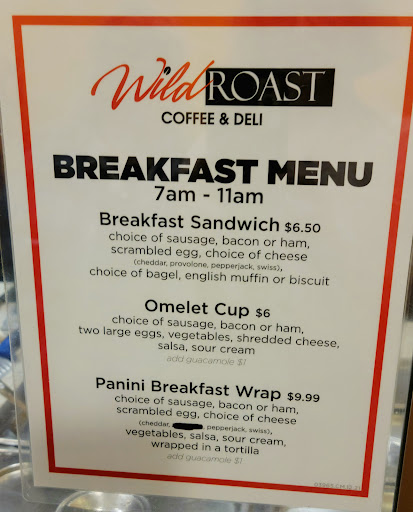 Wild ROAST
COFFEE & DELI
BREAKFAST MENU
7am - 11am
Breakfast Sandwich $6.50
choice of sausage, bacon or ham,
scrambled egg, choice of cheese
(cheddar, provolone, pepperjack, swiss),
choice of bagel, english muffin or biscuit
Omelet Cup $6
choice of sausage, bacon or ham,
two large eggs, vegetables, shredded cheese,
salsa, sour cream
add guacamole $1
Panini Breakfast Wrap $9.99
choice of sausage, bacon or ham,
scrambled egg, choice of cheese
(cheddar, pepperjack, swiss),
vegetables, salsa, sour cream,
wrapped in a tortilla
add guacamole $1